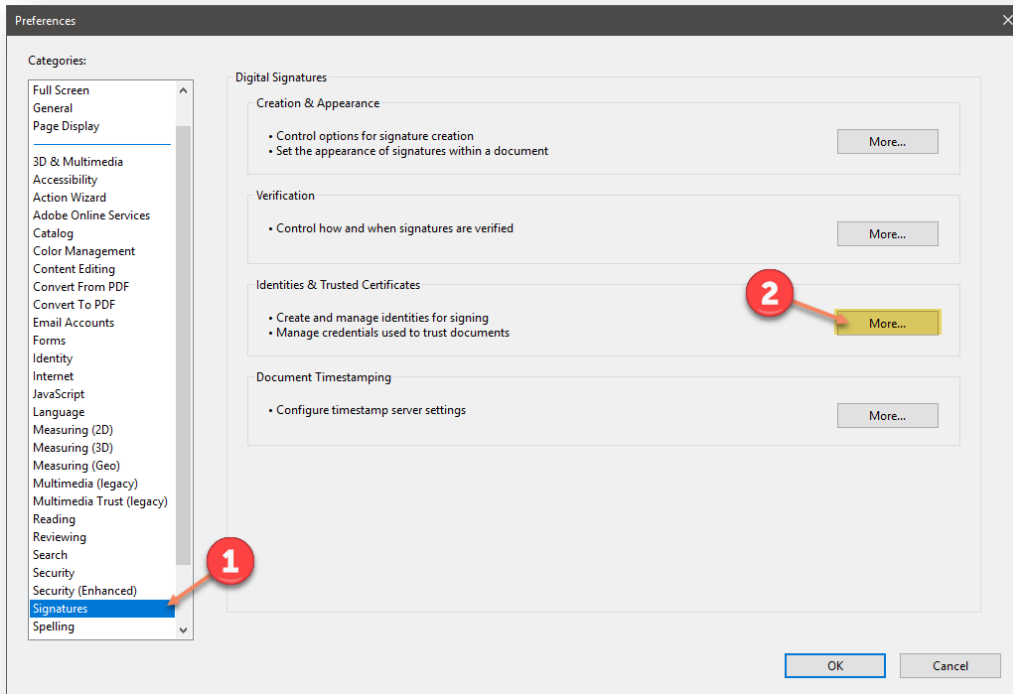 Preferences
Categories:
Full Screen
General
Page Display
3D & Multimedia
Accessibility
Action Wizard
Adobe Online Services
Catalog
Color Management
Content Editing
Convert From PDF
Convert To PDF
Email Accounts
Forms
Identity
Internet
JavaScript
Language
Measuring (2D)
Measuring (3D)
Measuring (Geo)
Multimedia (legacy)
Multimedia Trust (legacy)
Reading
Reviewing
Search
Security
Security (Enhanced)
Signatures
Spelling
1
Digital Signatures
Creation & Appearance
• Control options for signature creation
• Set the appearance of signatures within a document
More...
Verification
• Control how and when signatures are verified
More...
Identities & Trusted Certificates
• Create and manage identities for signing
• Manage credentials used to trust documents
2
More...
Document Timestamping
• Configure timestamp server settings
More...
OK
Cancel